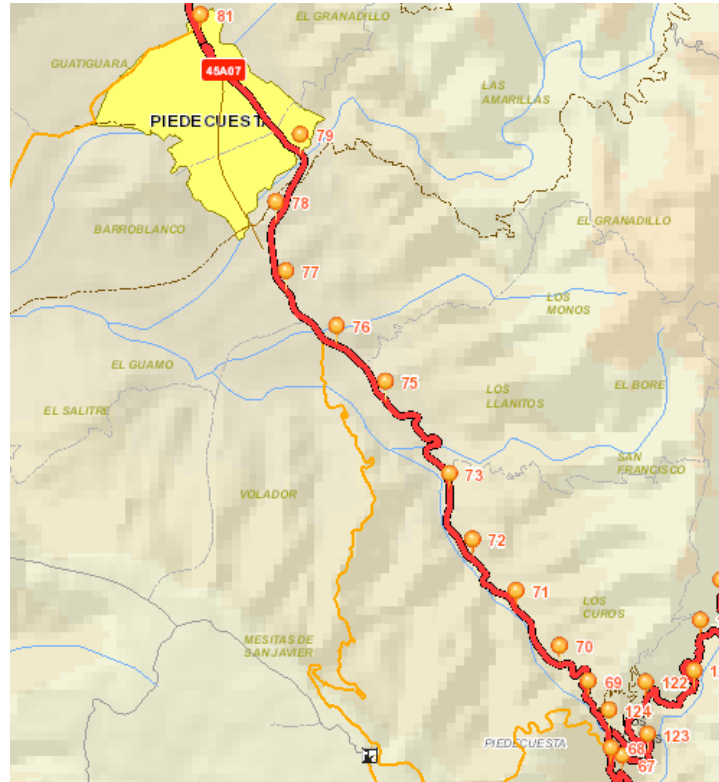 81
EL GRANADILLO
GUATIGUARA
45A07
LAS
AMARILLAS
PIEDECUESTA
79
78
EL GRANADILLO
BARROBLANCO
77
LOS
MONOS
76
EL GUAMO
75
LOS
LLANITOS
EL BORE
EL SALITRE
SAN
FRANCISCO
73
VOLADOR
72
71
LOS
CUROS
MESITAS DE
SAN JAVIER
70
69
122
124
123
PIEDECUESTA
68
67